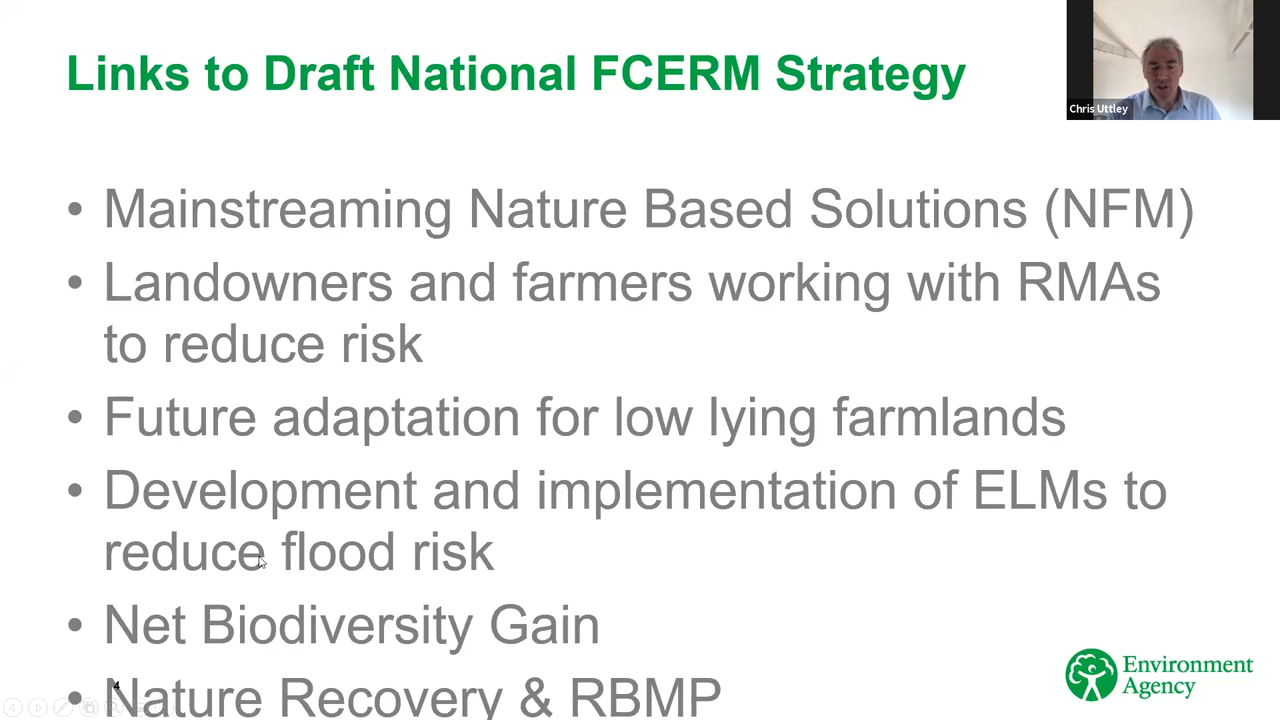 Links to Draft National FCERM Strategy
Chris Uttley
• Mainstreaming Nature Based Solutions (NFM)
• Landowners and farmers working with RMAs
to reduce risk
• Future adaptation for low lying farmlands
• Development and implementation of ELMs to
reduce flood risk
• Net Biodiversity Gain
• Nature Recovery & RBMP
4
Environment
Agency